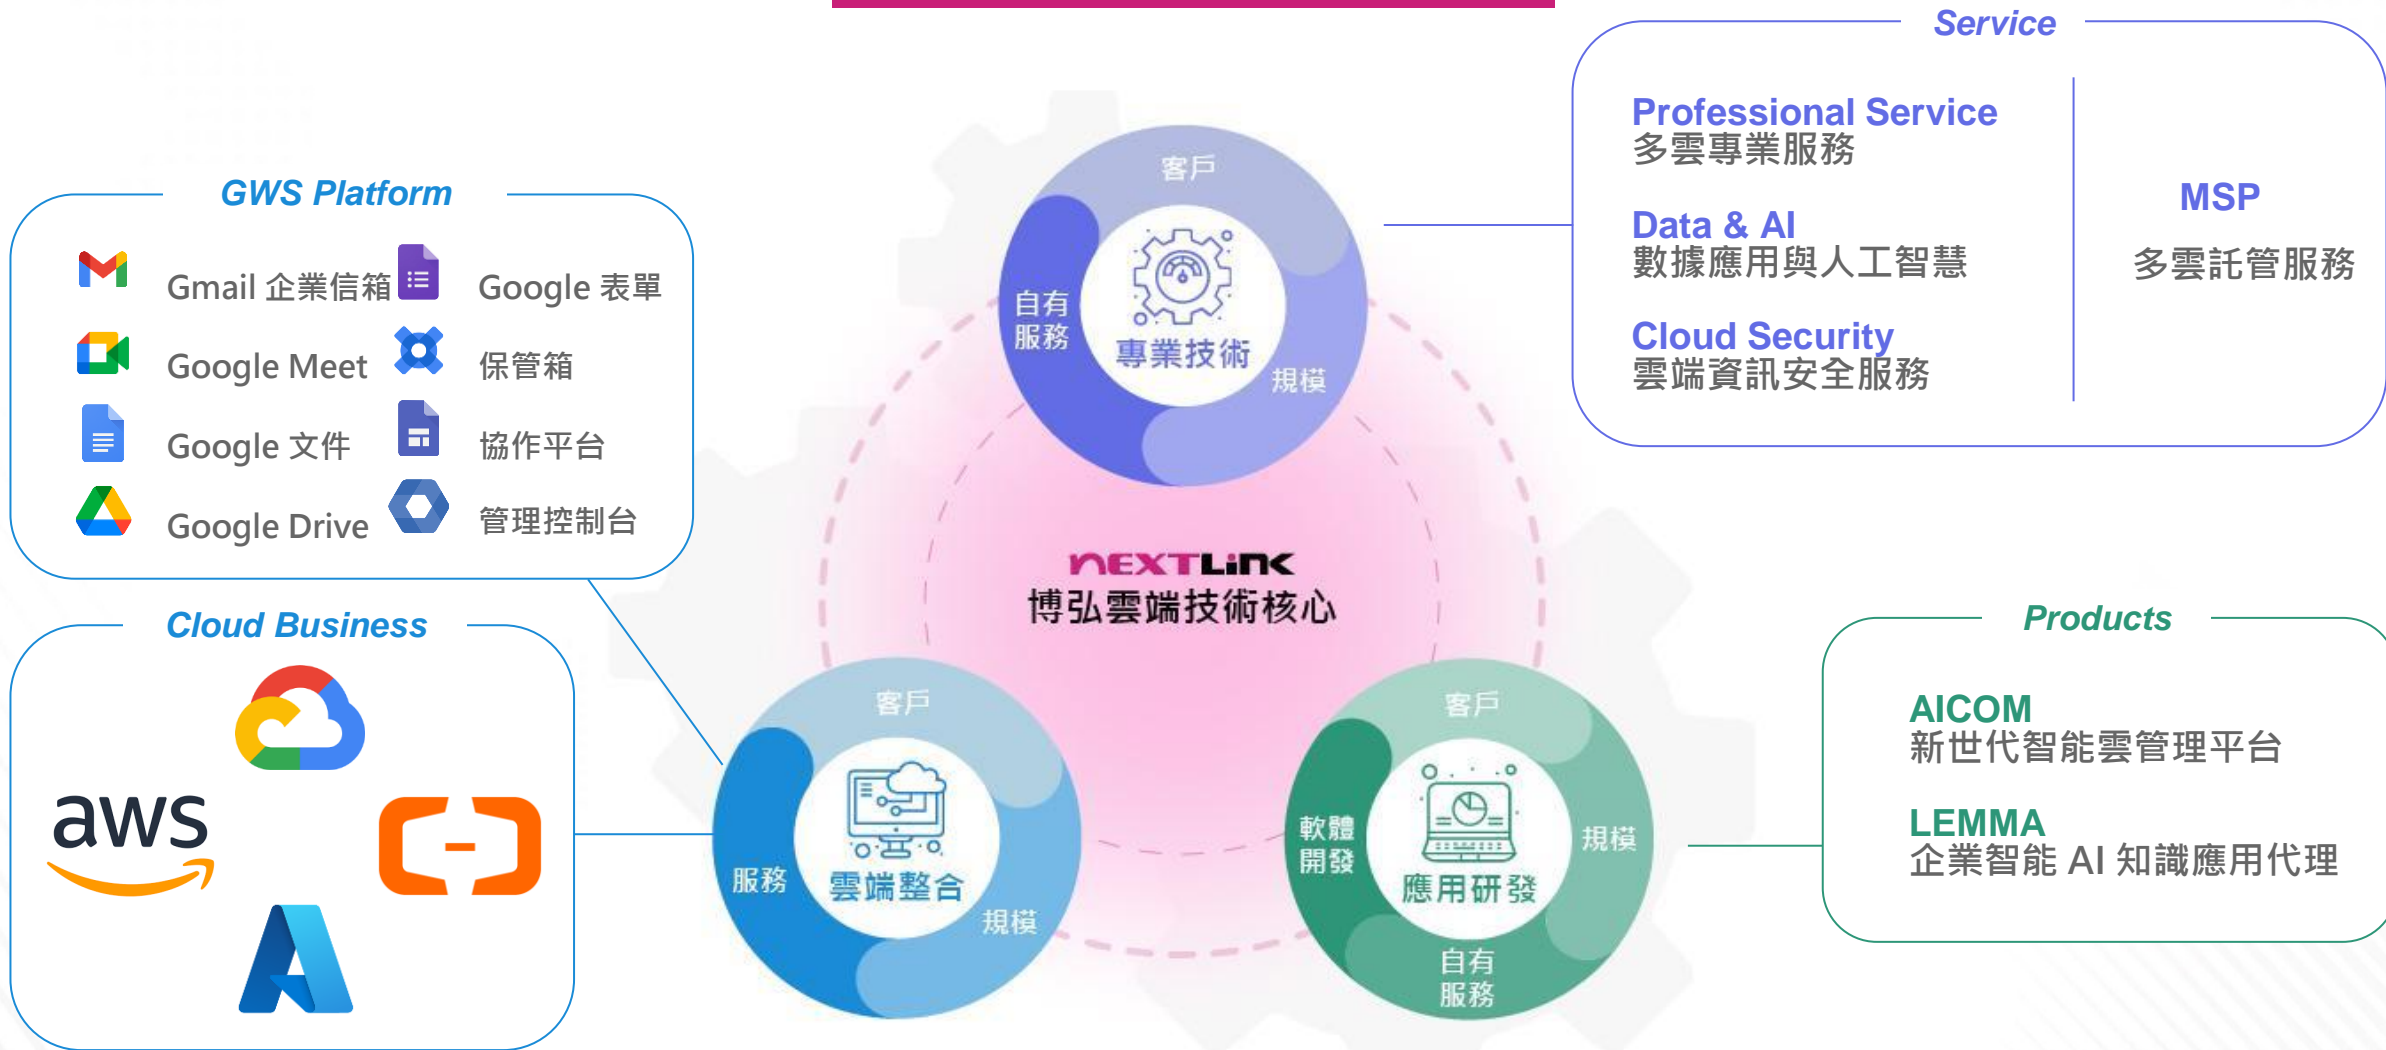 GWS Platform
Gmail 企業信箱
Google 表單
Google Meet
保管箱
Google 文件
協作平台
Google Drive
管理控制台
Cloud Business
aws
客戶
自有
服務
規模
專業技術
NEXTLINK
博弘雲端技術核心
客戶
服務
規模
雲端整合
客戶
軟體
開發
規模
自有
服務
應用研發
Service
Professional Service
多雲專業服務
Data & AI
數據應用與人工智慧
Cloud Security
雲端資訊安全服務
MSP
多雲託管服務
Products
AICOM
新世代智能雲管理平台
LEMMA
企業智能 AI 知識應用代理